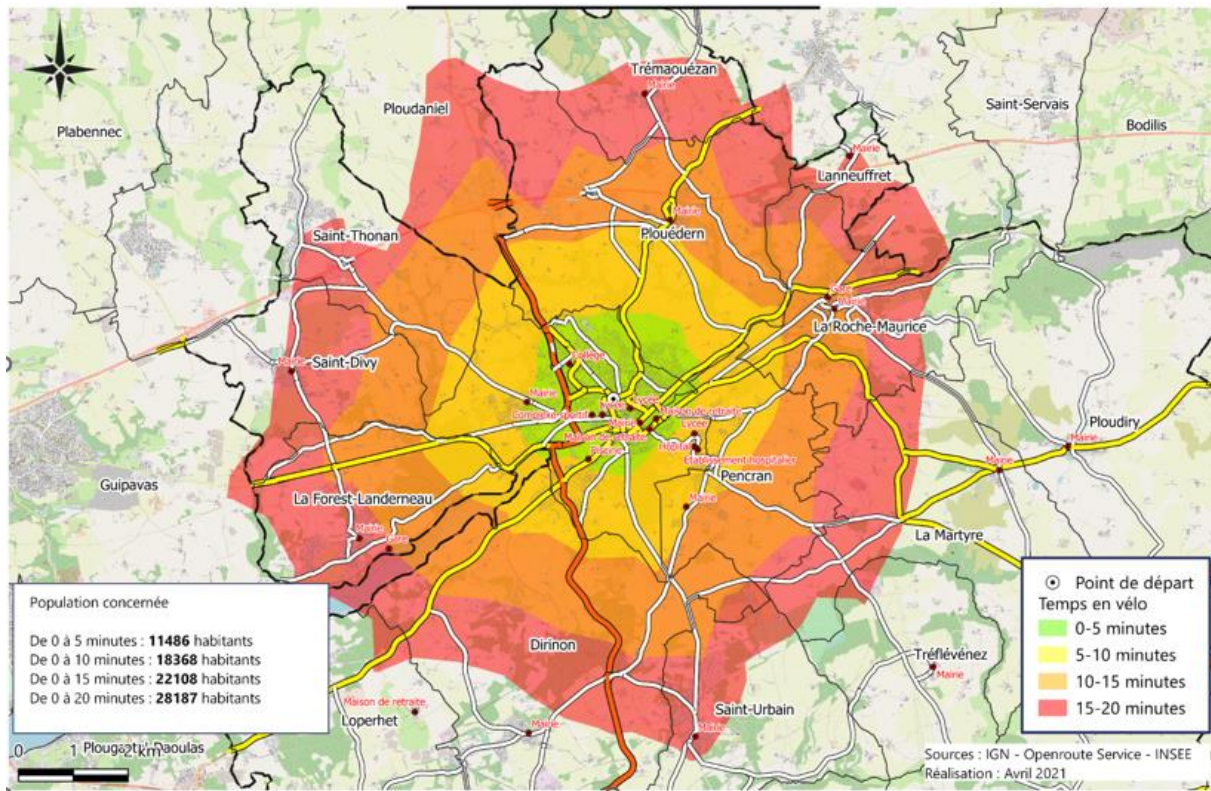 Trémaouézan
Mairie
Saint-Servais
Ploudaniel
Bodilis
Plabennec
Mairie
Lanneuffret
Mairie
Plouédern
Saint-Thonan
Gare
Mairie
La Roche-Maurice
Mairie
Saint-Divy
Collège
Mairie
Lycée
Complexe sportif
Maison de retraite
Mairie
Lycée
Ploudiry
Mairie
Maison de retraite
Hôpital
Piscine
Etablissement hospitalier
Mairie
Guipavas
Pencran
La Forest-Landerneau
Mairie
Mairie
La Martyre
Gare
Point de départ
Temps en vélo
0-5 minutes
5-10 minutes
10-15 minutes
15-20 minutes
Population concernée
De 0 à 5 minutes : 11486 habitants
De 0 à 10 minutes : 18368 habitants
De 0 à 15 minutes : 22108 habitants
De 0 à 20 minutes : 28187 habitants
Dirinon
Tréflévénez
Mairie
Maison de retraite
Loperhet
Saint-Urbain
Mairie
Mairie
0 1 2 km
Sources : IGN - Openroute Service - INSEE
Réalisation : Avril 2021